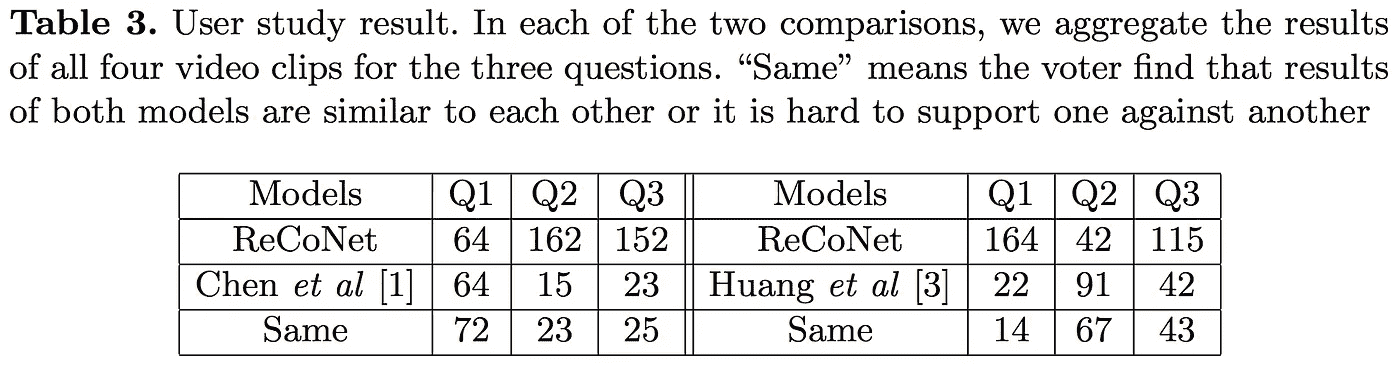 Table 3. User study result. In each of the two comparisons, we aggregate the results
of all four video clips for the three questions. “Same” means the voter find that results
of both models are similar to each other or it is hard to support one against another
Models Q1 Q2 Q3 Models Q1 Q2 Q3
ReCoNet 64 162 152 ReCoNet 164 42 115
Chen et al [1] 64 15 23 Huang et al [3] 22 91 42
Same 72 23 25 Same 14 67 43